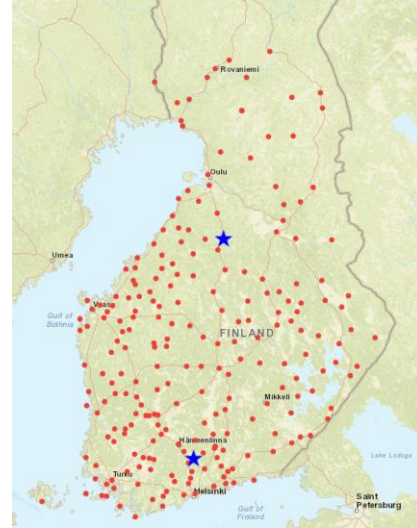 Rovaniemi
Oulu
Umea
Vaasa
Gulf of
Bothnia
FINLAND
Mikkeli
Hämeenlinna
Lake Ladoga
Turku
Helsinki
Saint
Petersburg
Gulf of
Finland